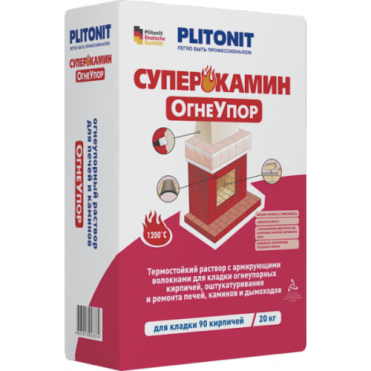 Plitonit
Deutsche
Qualität
PLITONIT
ЛЕГКО БЫТЬ ПРОФЕССИОНАЛОМ
СУПЕРКАМИН
ОГНЕУПОР
1200°C
Термостойкий раствор с армирующими
волокнами для кладки огнеупорных
кирпичей, оштукатуривания
и ремонта печей, каминов и дымоходов
для кладки 90 кирпичей
20 кг
PLITONIT
ЛЕГКО БЫТЬ ПРОФЕССИОНАЛОМ
СУПЕРКАМИН
ОГНЕУПОР
огнеупорный раствор
для печей и каминов
ОГНЕУПОР